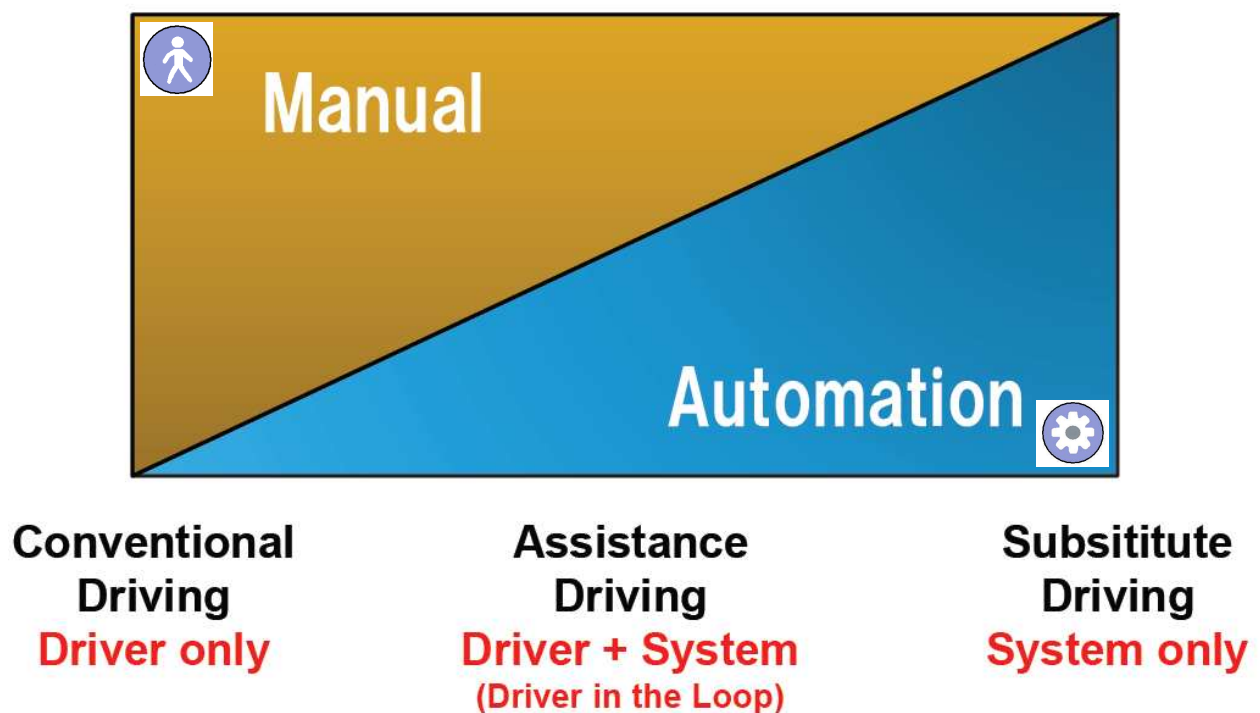 Manual
Automation
Conventional
Driving
Driver only
Assistance
Driving
Driver + System
(Driver in the Loop)
Subsititute
Driving
System only